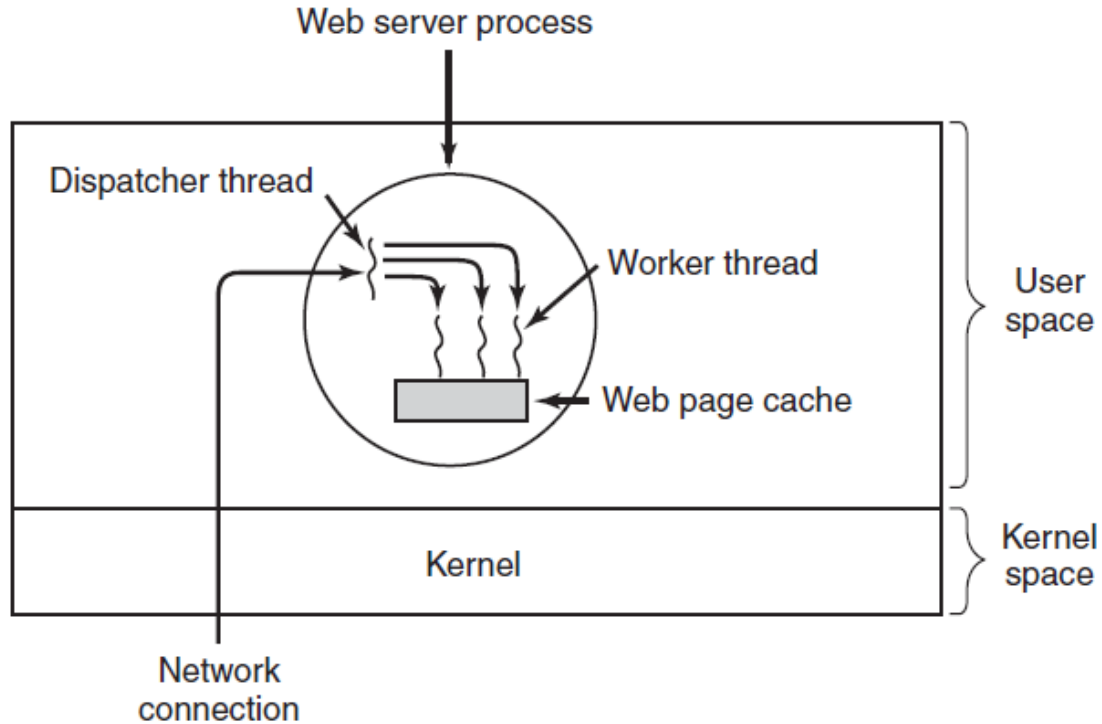 Web server process
Dispatcher thread
Worker thread
User
space
Web page cache
Kernel
Kernel
space
Network
connection